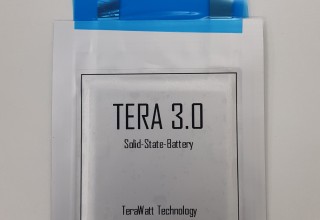 TERA 3.0
Solid-State-Battery
TeraWatt Technology